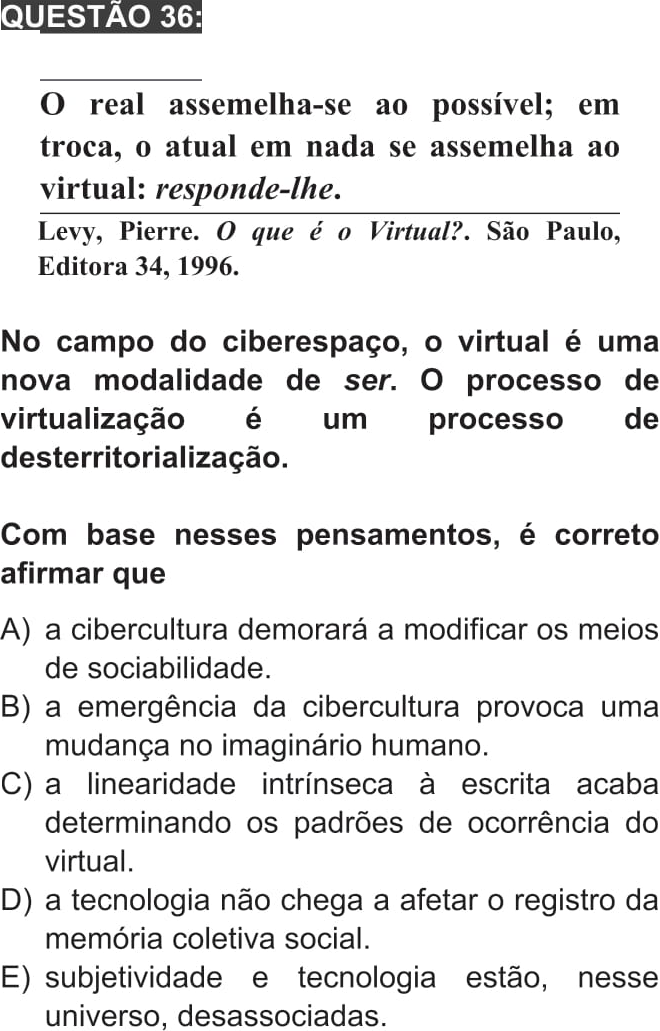 QUESTÃO 36:
O real assemelha-se ao possível; em
troca, o atual em nada se assemelha ao
virtual: responde-lhe.
Levy, Pierre. O que é o Virtual?. São Paulo,
Editora 34, 1996.
No campo do ciberespaço, o virtual é uma
nova modalidade de ser. O processo de
virtualização é um processo de
desterritorialização.
Com base nesses pensamentos, é correto
afirmar que
A) a cibercultura demorará a modificar os meios
de sociabilidade.
B) a emergência da cibercultura provoca uma
mudança no imaginário humano.
C) a linearidade intrínseca à escrita acaba
determinando os padrões de ocorrência do
virtual.
D) a tecnologia não chega a afetar o registro da
memória coletiva social.
E) subjetividade e tecnologia estão, nesse
universo, desassociadas.